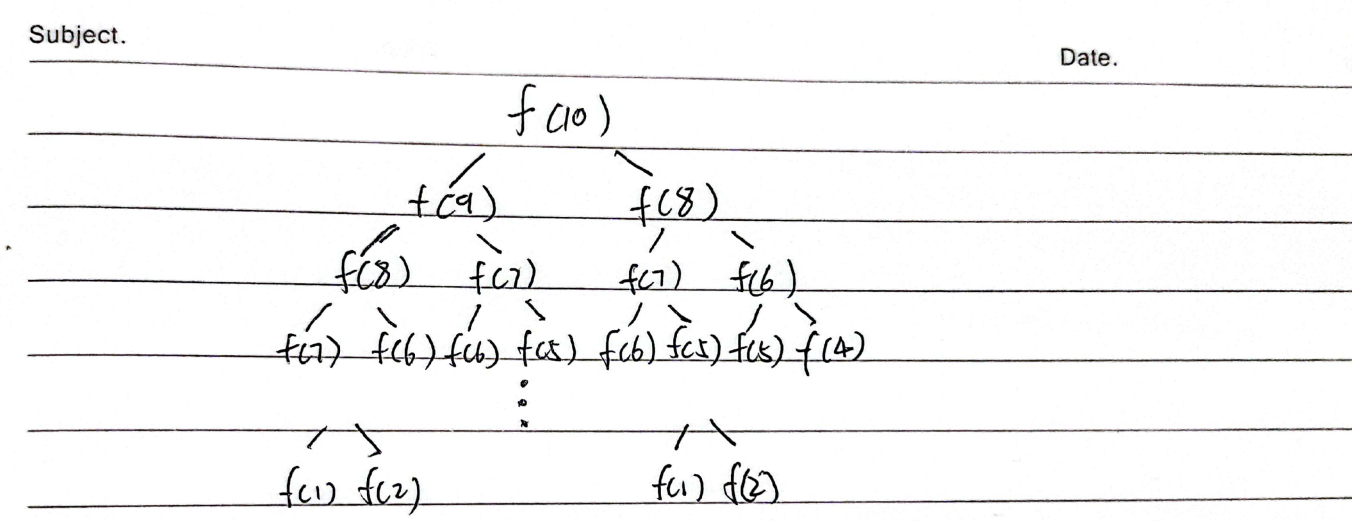 Subject.
Date.
f(10)
f(9) f(8)
f(8) f(7) f(7) f(6)
f(7) f(6) f(6) f(5) f(6) f(5) f(5) f(4)
f(1) f(2) f(1) f(2)